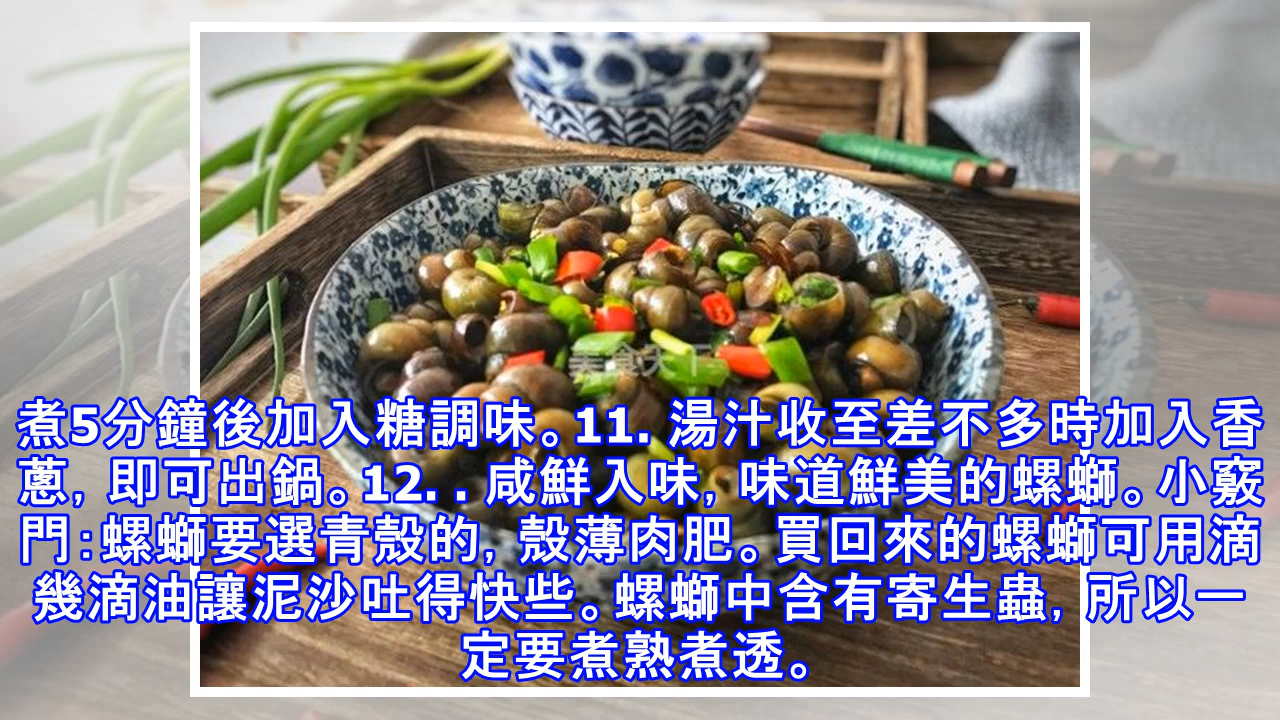 美食天下
煮5分鐘後加入糖調味。11. 湯汁收至差不多時加入香
蔥, 即可出鍋。12. . 咸鮮入味, 味道鮮美的螺螄。小竅
門:螺螄要選青殼的, 殼薄肉肥。買回來的螺螄可用滴
幾滴油讓泥沙吐得快些。螺螄中含有寄生蟲, 所以一
定要煮熟煮透。